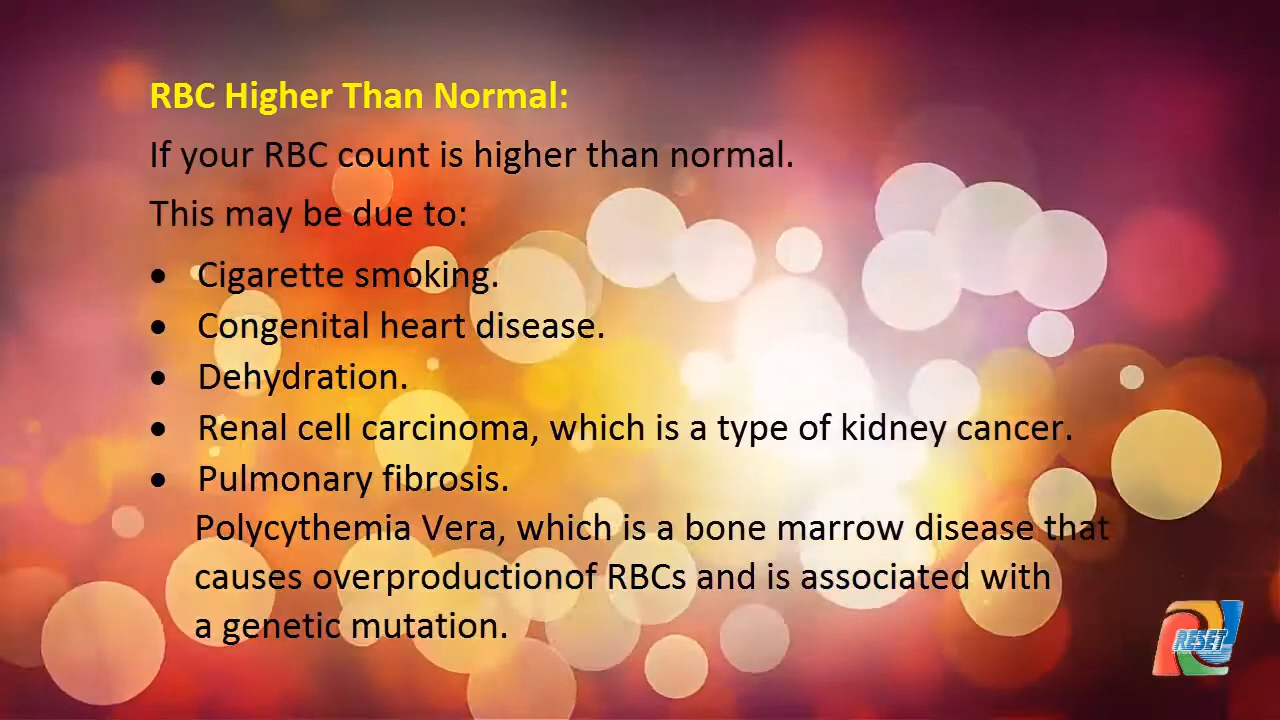 RBC Higher Than Normal:
If your RBC count is higher than normal.
This may be due to:
• Cigarette smoking.
• Congenital heart disease.
• Dehydration.
• Renal cell carcinoma, which is a type of kidney cancer.
• Pulmonary fibrosis.
Polycythemia Vera, which is a bone marrow disease that
causes overproductionof RBCs and is associated with
a genetic mutation.
RESET